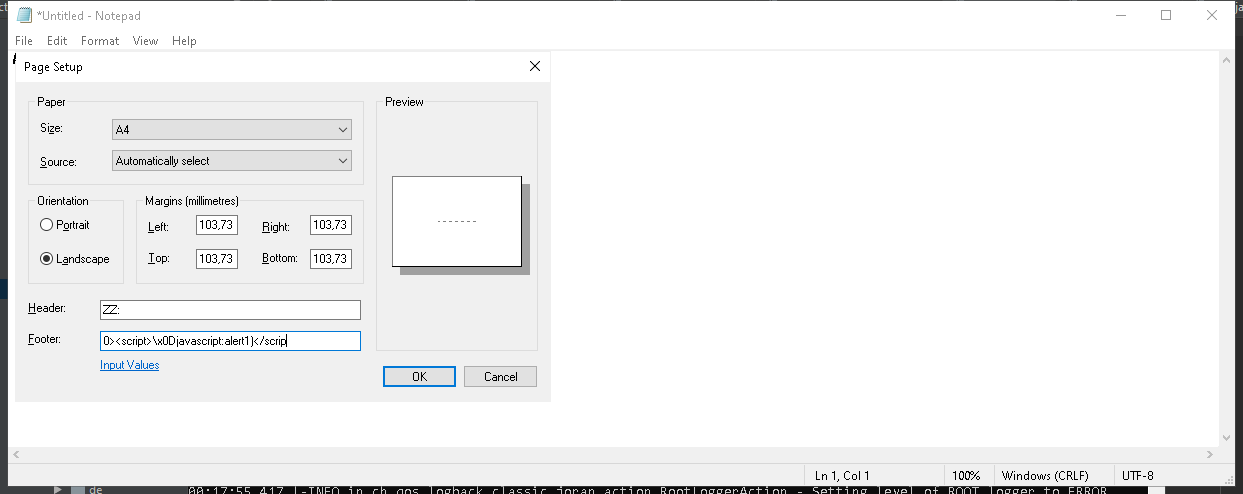 *Untitled - Notepad
File Edit Format View Help
Page Setup
Paper
Size: A4
Source: Automatically select
Orientation
Portrait
Landscape
Margins (millimetres)
Left: 103,73 Right: 103,73
Top: 103,73 Bottom: 103,73
Preview
Header: ZZ:
Footer: 0><script>\x0Djavascript:alert1)</scrip
Input Values
OK Cancel
Ln 1, Col 1 100% Windows (CRLF) UTF-8
de 00:17:55,417 |-INFO in ch.qos.logback.classic.joran.action.RootLoggerAction - Setting level of ROOT logger to ERROR